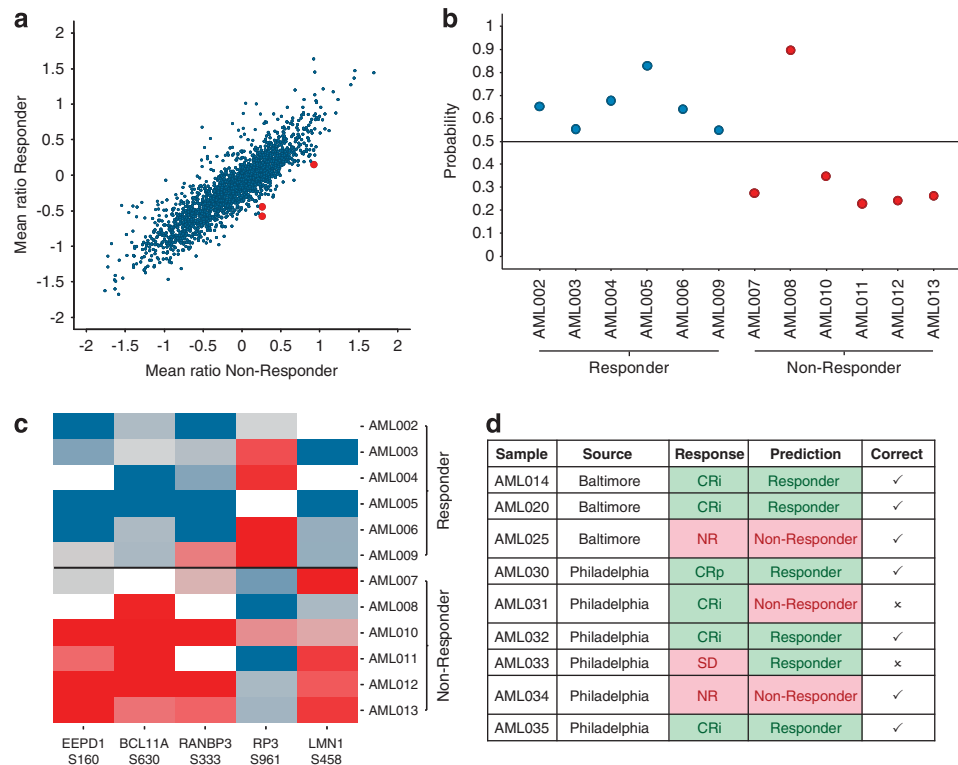 a
2
1.5
1
0.5
0
-0.5
-1
-1.5
-2
Mean ratio Responder
-2 -1.5 -1 -0.5 0 0.5 1 1.5 2
Mean ratio Non-Responder
b
1
0.9
0.8
0.7
0.6
0.5
0.4
0.3
0.2
0.1
0
Probability
AML002 AML003 AML004 AML005 AML006 AML009 AML007 AML008 AML010 AML011 AML012 AML013
Responder Non-Responder
c
AML002
AML003
AML004
AML005
AML006
AML009
Responder
AML007
AML008
AML010
AML011
AML012
AML013
Non-Responder
EEPD1 BCL11A RANBP3 RP3 LMN1
S160 S630 S333 S961 S458
d
Sample Source Response Prediction Correct
AML014 Baltimore CRi Responder ✓
AML020 Baltimore CRi Responder ✓
AML025 Baltimore NR Non-Responder ✓
AML030 Philadelphia CRp Responder ✓
AML031 Philadelphia CRi Non-Responder ×
AML032 Philadelphia CRi Responder ✓
AML033 Philadelphia SD Responder ×
AML034 Philadelphia NR Non-Responder ✓
AML035 Philadelphia CRi Responder ✓